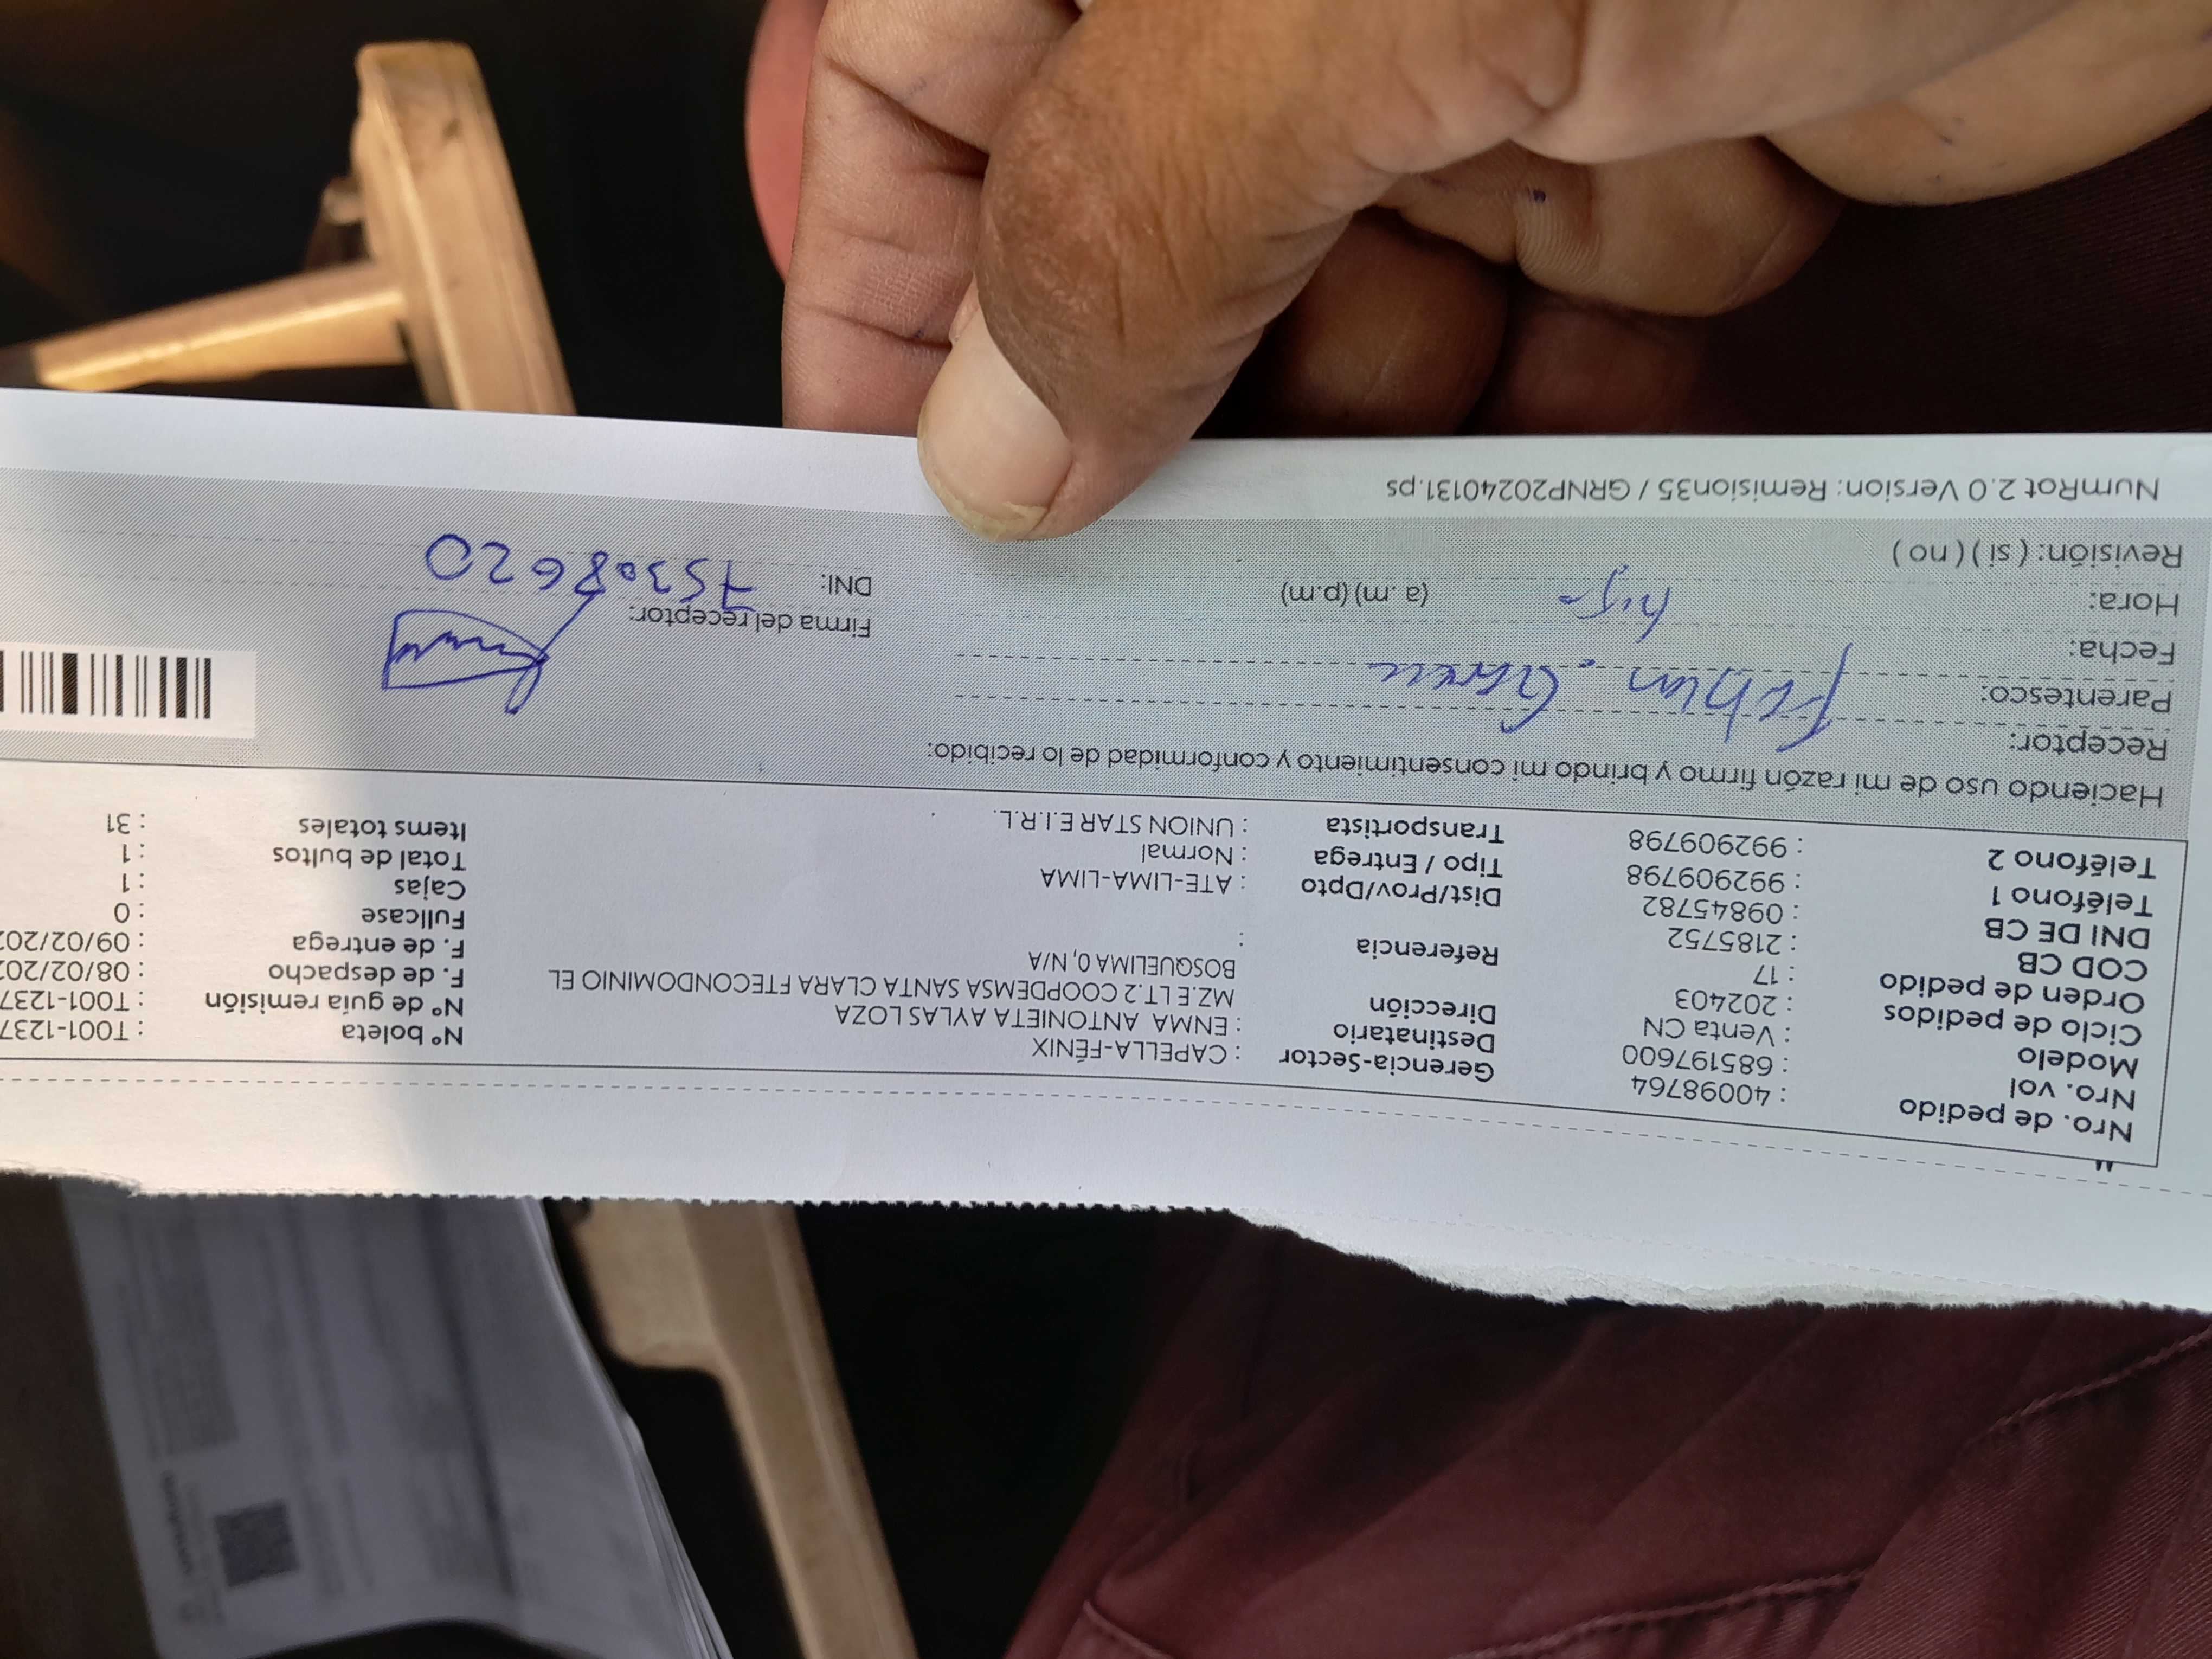 Nro. de pedido : 40098764 Gerencia-Sector : CAPELLA-FÉNIX Nº boleta : T001-1237
Nro. vol : 685197600 Destinatario : ENMA ANTONIETA AYLAS LOZA Nº de guía remisión : T001-1237
Modelo : Venta CN Dirección MZ.E LT.2 COOPDEMSA SANTA CLARA FTECONDOMINIO EL F. de despacho : 08/02/202
Ciclo de pedidos : 202403 BOSQUELIMA 0, N/A F. de entrega : 09/02/202
Orden de pedido : 17 Referencia : Fullcase : 0
COD CB : 2185752 Dist/Prov/Dpto : ATE-LIMA-LIMA Cajas : 1
DNI DE CB : 09845782 Tipo / Entrega : Normal Total de bultos : 1
Teléfono 1 : 992909798 Transportista : UNION STAR E.I.R.L. Items totales : 31
Teléfono 2 : 992909798
Haciendo uso de mi razón firmo y brindo mi consentimiento y conformidad de lo recibido:
Receptor:
Parentesco:
Fecha: Firma del receptor:
Hora: hijo (a.m) (p.m) DNI: 75308620
Revisión: ( si ) ( no )
NumRot 2.0 Version: Remision35 / GRNP20240131.ps